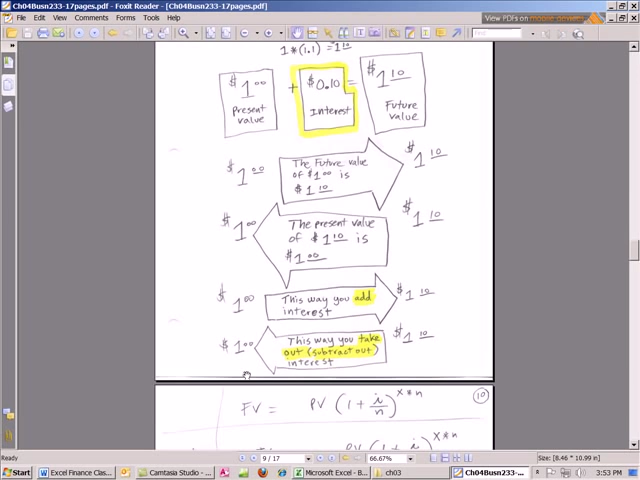 Ch04Busn233-17pages.pdf - Foxit Reader - [Ch04Busn233-17pages.pdf]
File Edit View Tools Help
View PDFs on
Find:
1*(1.1) = 1 10
$1 00 + $0.10 = $1 10
Present value
Interest
Future value
$1 00
The Future value of $1 00 is $1 10
$1 10
$1 00
The present value of $1 10 is $1 00
$1 10
$1 00
This way you add interest
$1 10
$1 00
This way you take out (subtract out) interest
$1 10
10
FV = PV (1 + i/n)^x*n
Ready
9 / 17
66.67%
Size: [8.46 * 10.99 in]
Start
Excel Finance Class...
Camtasia Studio - ...
Microsoft Excel - ...
ch03
Ch04Busn233-...
3:53 PM